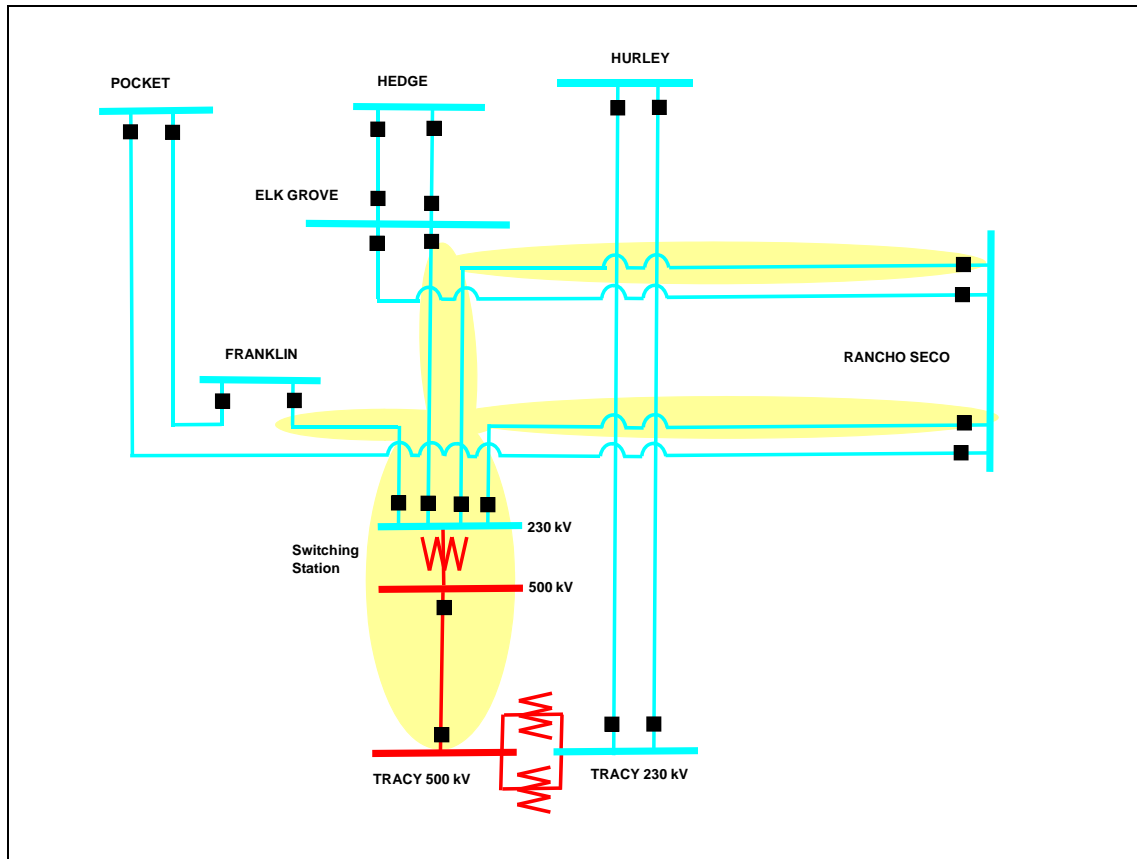 HURLEY
POCKET
HEDGE
ELK GROVE
FRANKLIN
RANCHO SECO
230 kV
Switching
Station
500 kV
TRACY 500 kV
TRACY 230 kV